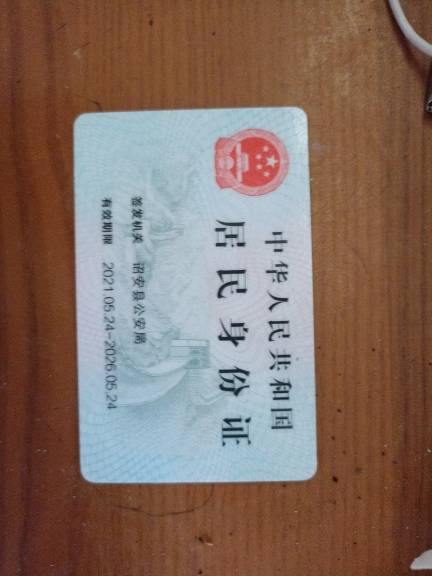 中华人民共和国
居民身份证
签发机关 诏安县公安局
有效期限 2021.05.24-2026.05.24